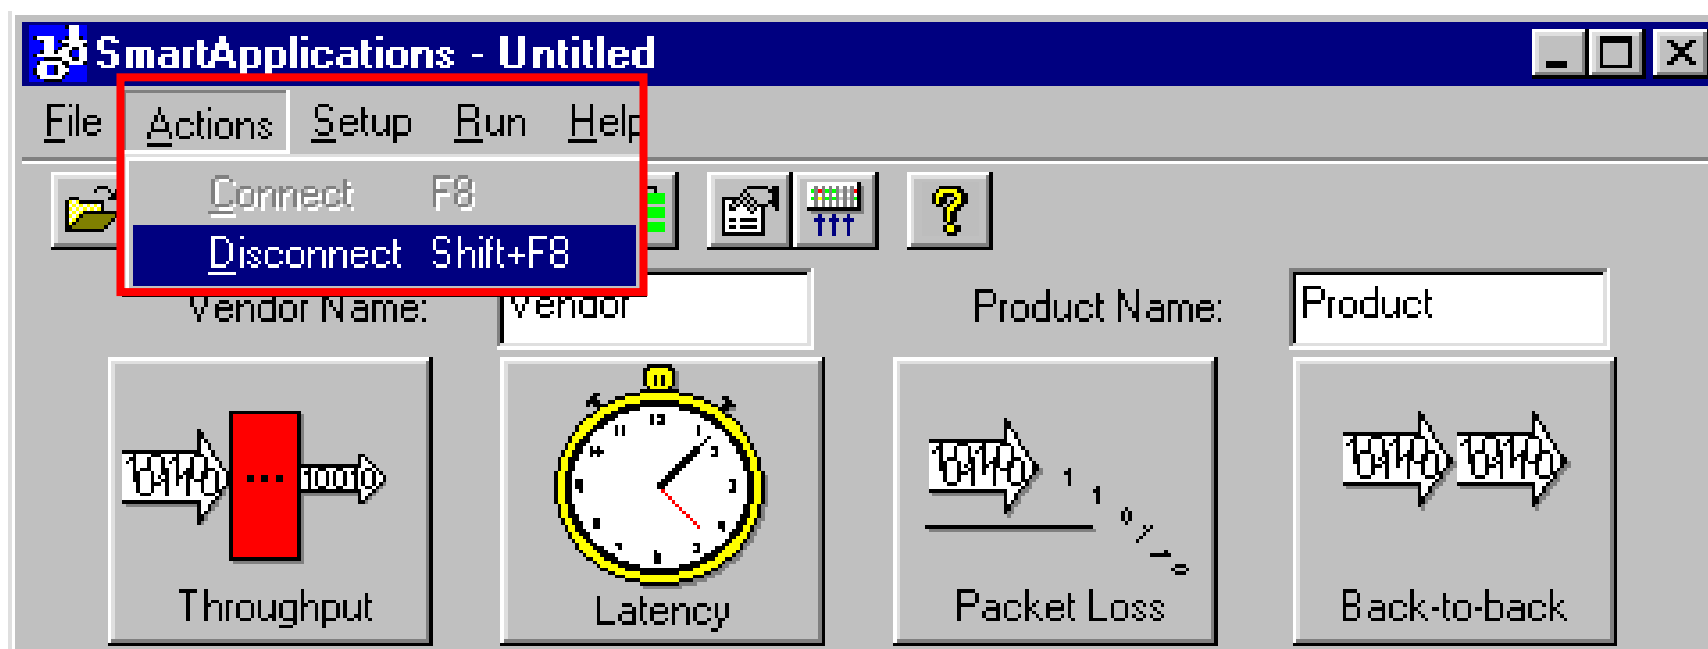 SmartApplications - Untitled
File Actions Setup Run Help
Connect F8
Disconnect Shift+F8
Vendor Name: Vendor Product Name: Product
Throughput Latency Packet Loss Back-to-back